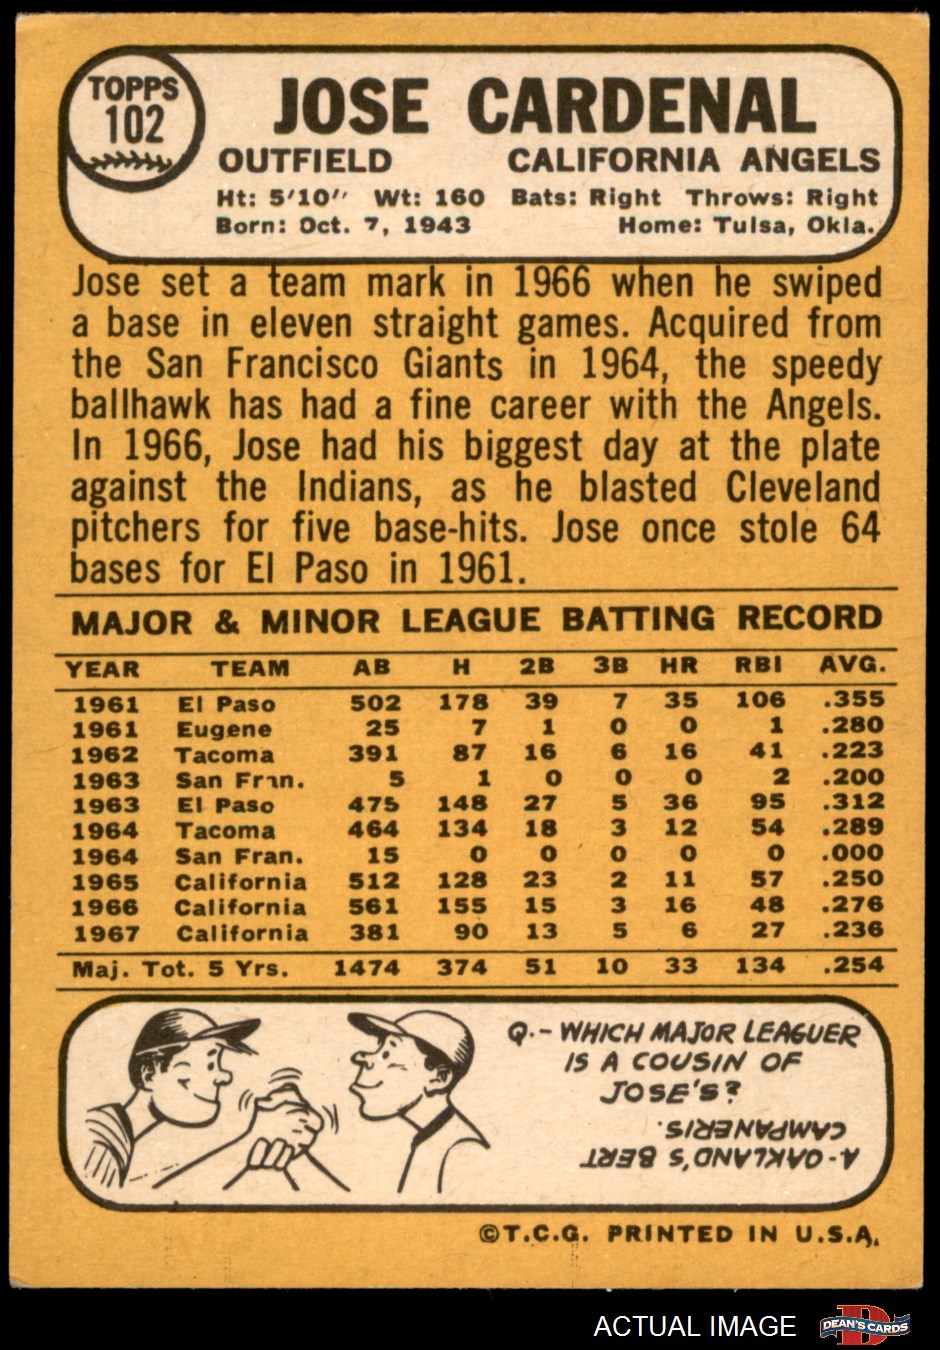 TOPPS
102
JOSE CARDENAL
OUTFIELD CALIFORNIA ANGELS
Ht: 5'10'' Wt: 160 Bats: Right Throws: Right
Born: Oct. 7, 1943 Home: Tulsa, Okla.
Jose set a team mark in 1966 when he swiped
a base in eleven straight games. Acquired from
the San Francisco Giants in 1964, the speedy
ballhawk has had a fine career with the Angels.
In 1966, Jose had his biggest day at the plate
against the Indians, as he blasted Cleveland
pitchers for five base-hits. Jose once stole 64
bases for El Paso in 1961.
MAJOR & MINOR LEAGUE BATTING RECORD
YEAR TEAM AB H 2B 3B HR RBI AVG.
1961 El Paso 502 178 39 7 35 106 .355
1961 Eugene 25 7 1 0 0 1 .280
1962 Tacoma 391 87 16 6 16 41 .223
1963 San Fran. 5 1 0 0 0 2 .200
1963 El Paso 475 148 27 5 36 95 .312
1964 Tacoma 464 134 18 3 12 54 .289
1964 San Fran. 15 0 0 0 0 0 .000
1965 California 512 128 23 2 11 57 .250
1966 California 561 155 15 3 16 48 .276
1967 California 381 90 13 5 6 27 .236
Maj. Tot. 5 Yrs. 1474 374 51 10 33 134 .254
Q.- WHICH MAJOR LEAGUER
IS A COUSIN OF
JOSE'S?
A- OAKLAND'S BERT
CAMPANERIS.
©T.C.G. PRINTED IN U.S.A.
ACTUAL IMAGE
D
DEAN'S CARDS